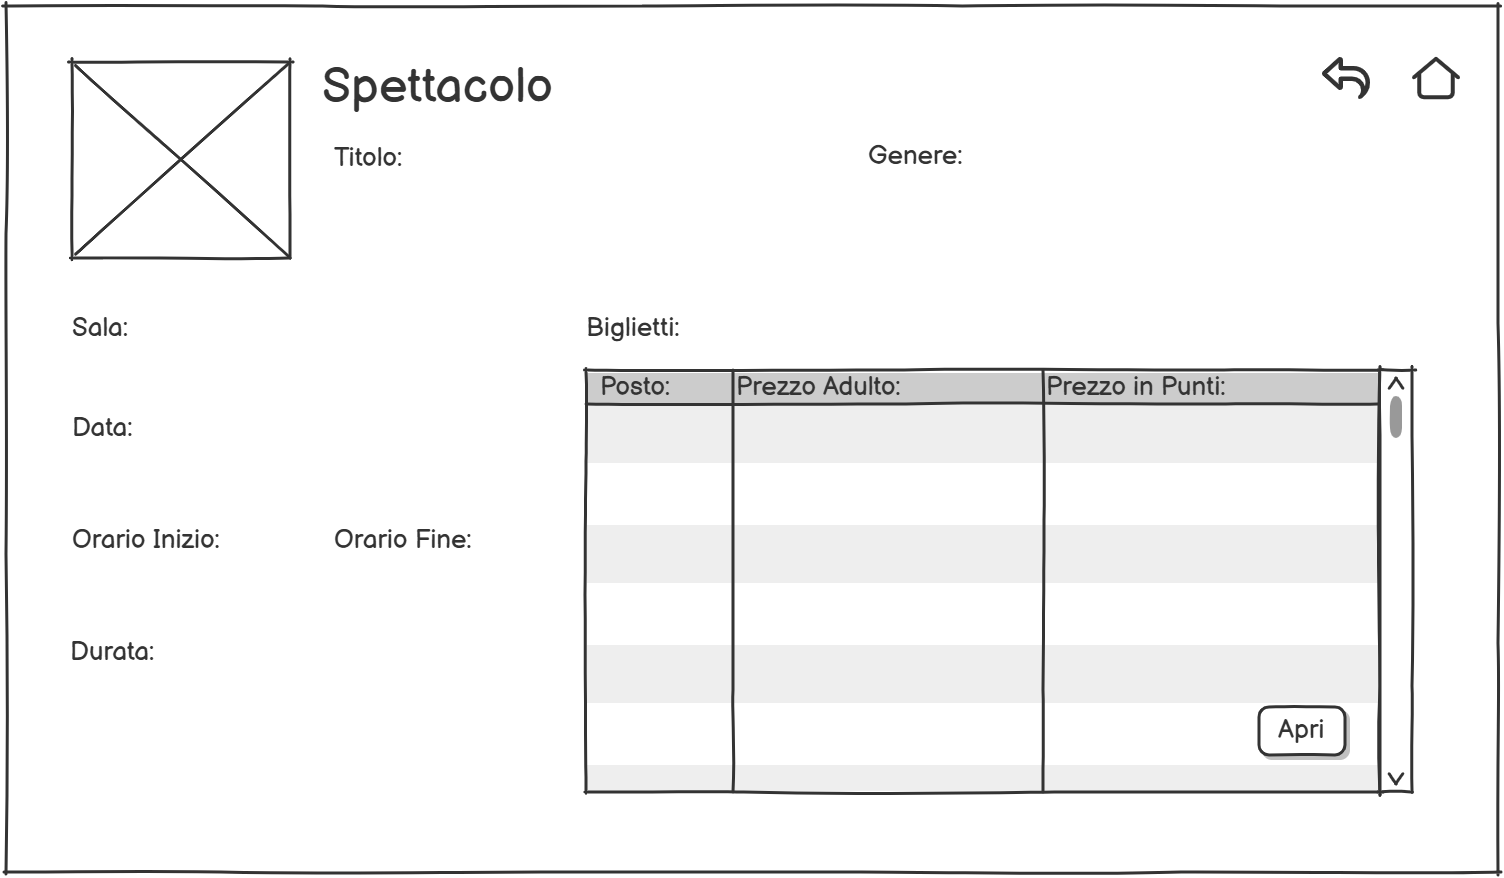 Spettacolo
Titolo:
Genere:
Sala:
Biglietti:
Posto:
Prezzo Adulto:
Prezzo in Punti:
Data:
Orario Inizio:
Orario Fine:
Durata:
Apri